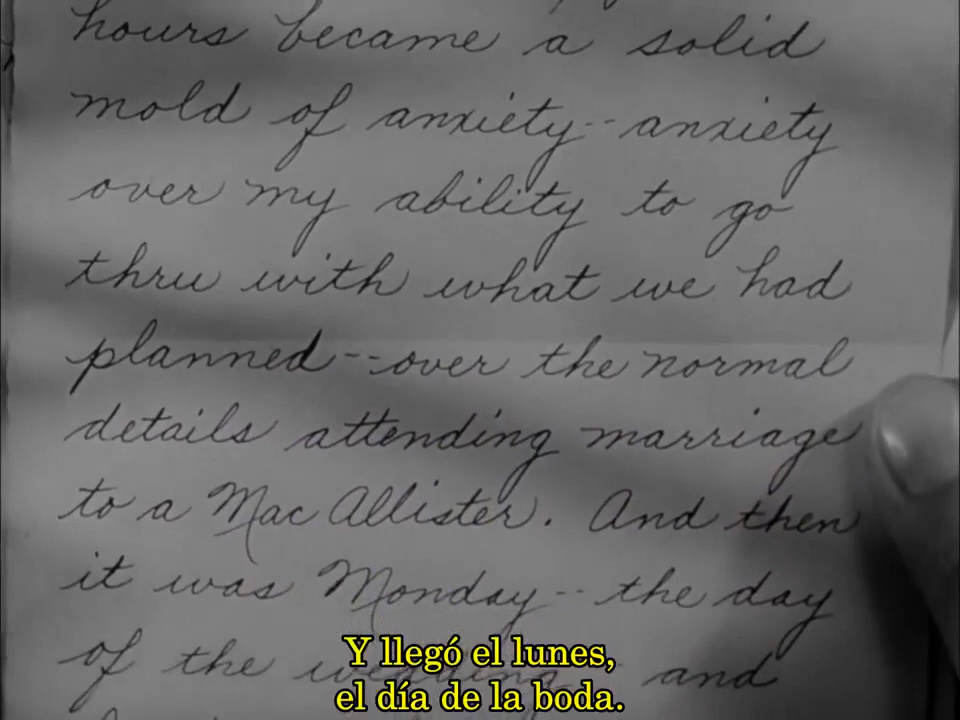 hours became a solid
mold of anxiety--anxiety
over my ability to go
thru with what we had
planned--over the normal
details attending marriage
to a MacAllister. And then
it was Monday--the day
of the wedding and
Y llegó el lunes,
el día de la boda.